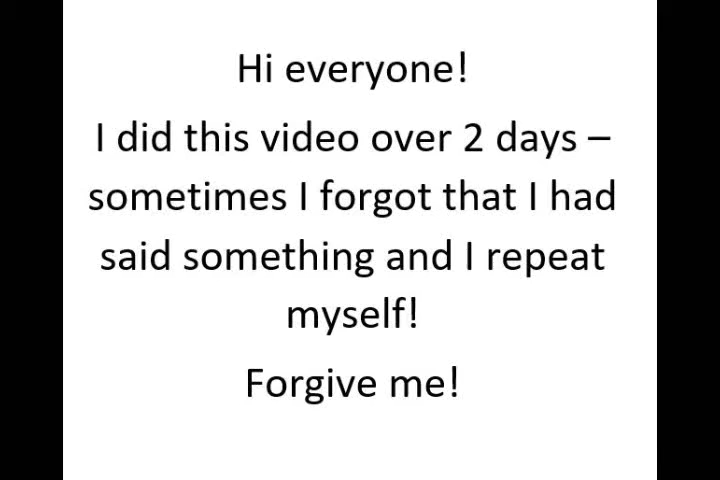 Hi everyone!
I did this video over 2 days –
sometimes I forgot that I had
said something and I repeat
myself!
Forgive me!